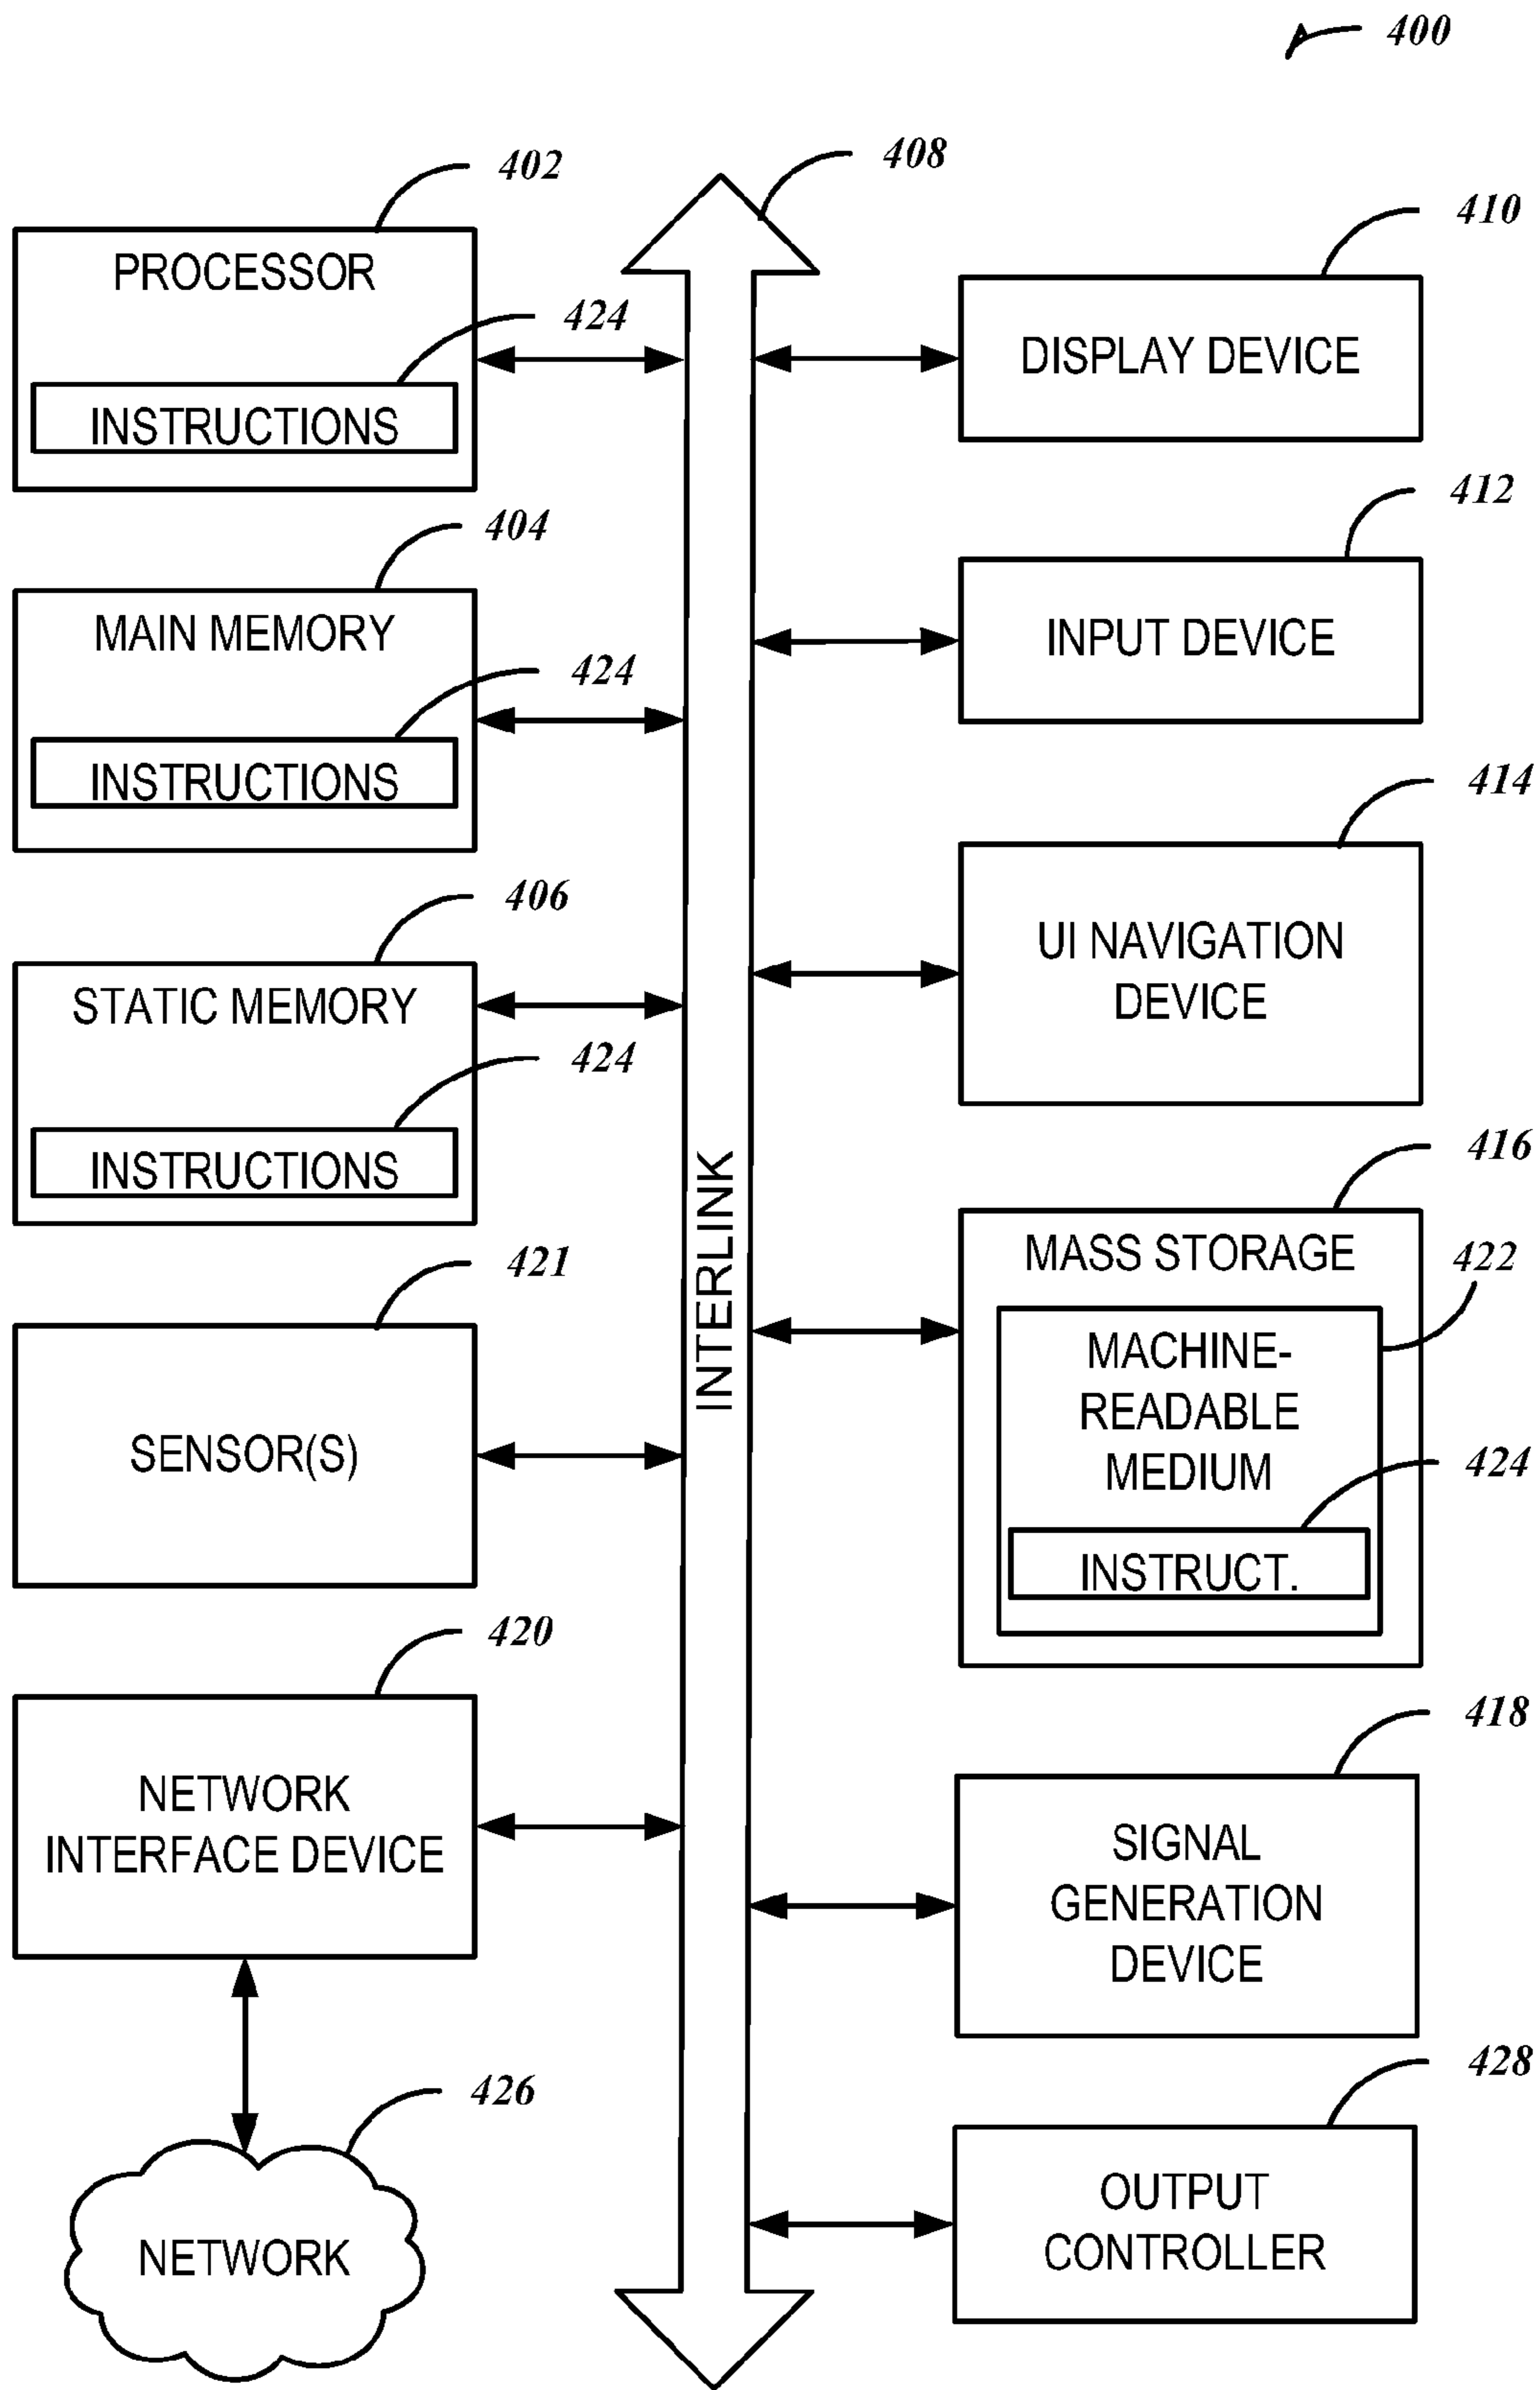 400
402
PROCESSOR
424
INSTRUCTIONS
404
MAIN MEMORY
424
INSTRUCTIONS
406
STATIC MEMORY
424
INSTRUCTIONS
421
SENSOR(S)
420
NETWORK
INTERFACE DEVICE
426
NETWORK
408
INTERLINK
410
DISPLAY DEVICE
412
INPUT DEVICE
414
UI NAVIGATION
DEVICE
416
MASS STORAGE
422
MACHINE-
READABLE
MEDIUM
424
INSTRUCT.
418
SIGNAL
GENERATION
DEVICE
428
OUTPUT
CONTROLLER